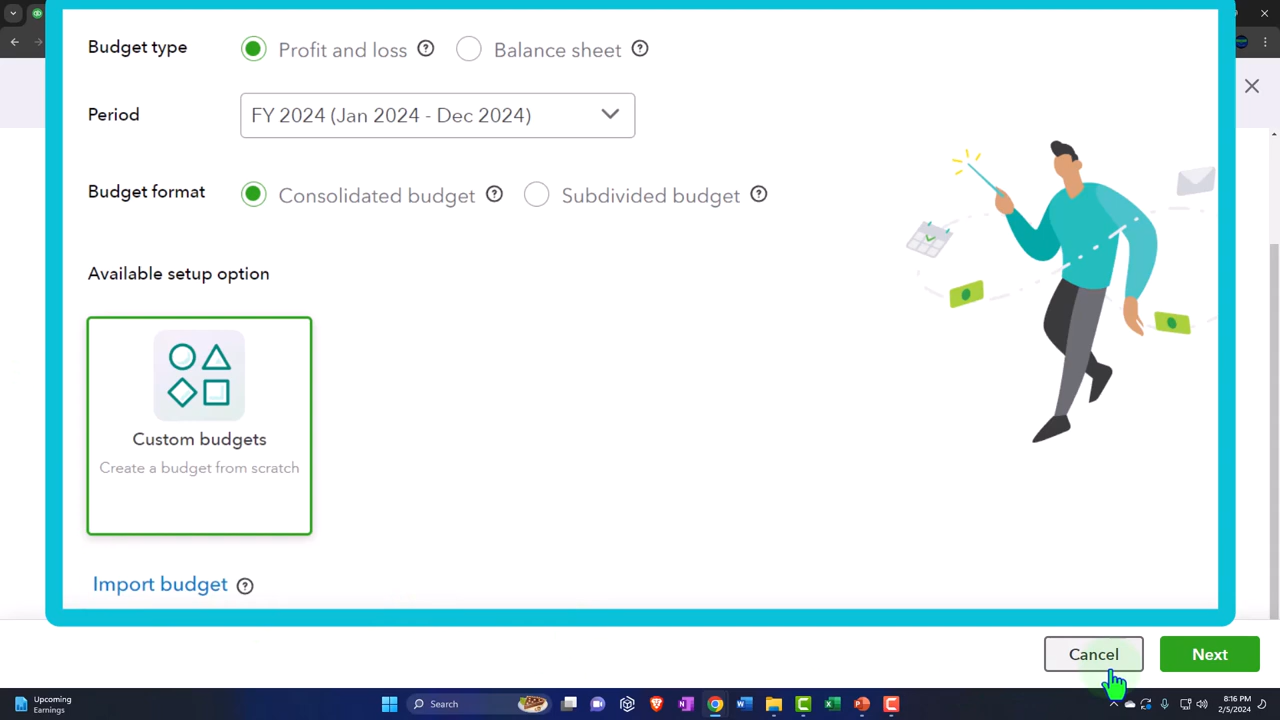 Budget type Profit and loss ? Balance sheet ?
Period FY 2024 (Jan 2024 - Dec 2024)
Budget format Consolidated budget ? Subdivided budget ?
Available setup option
Custom budgets
Create a budget from scratch
Import budget ?
Cancel Next
Upcoming
Earnings
Search
8:16 PM
2/5/2024